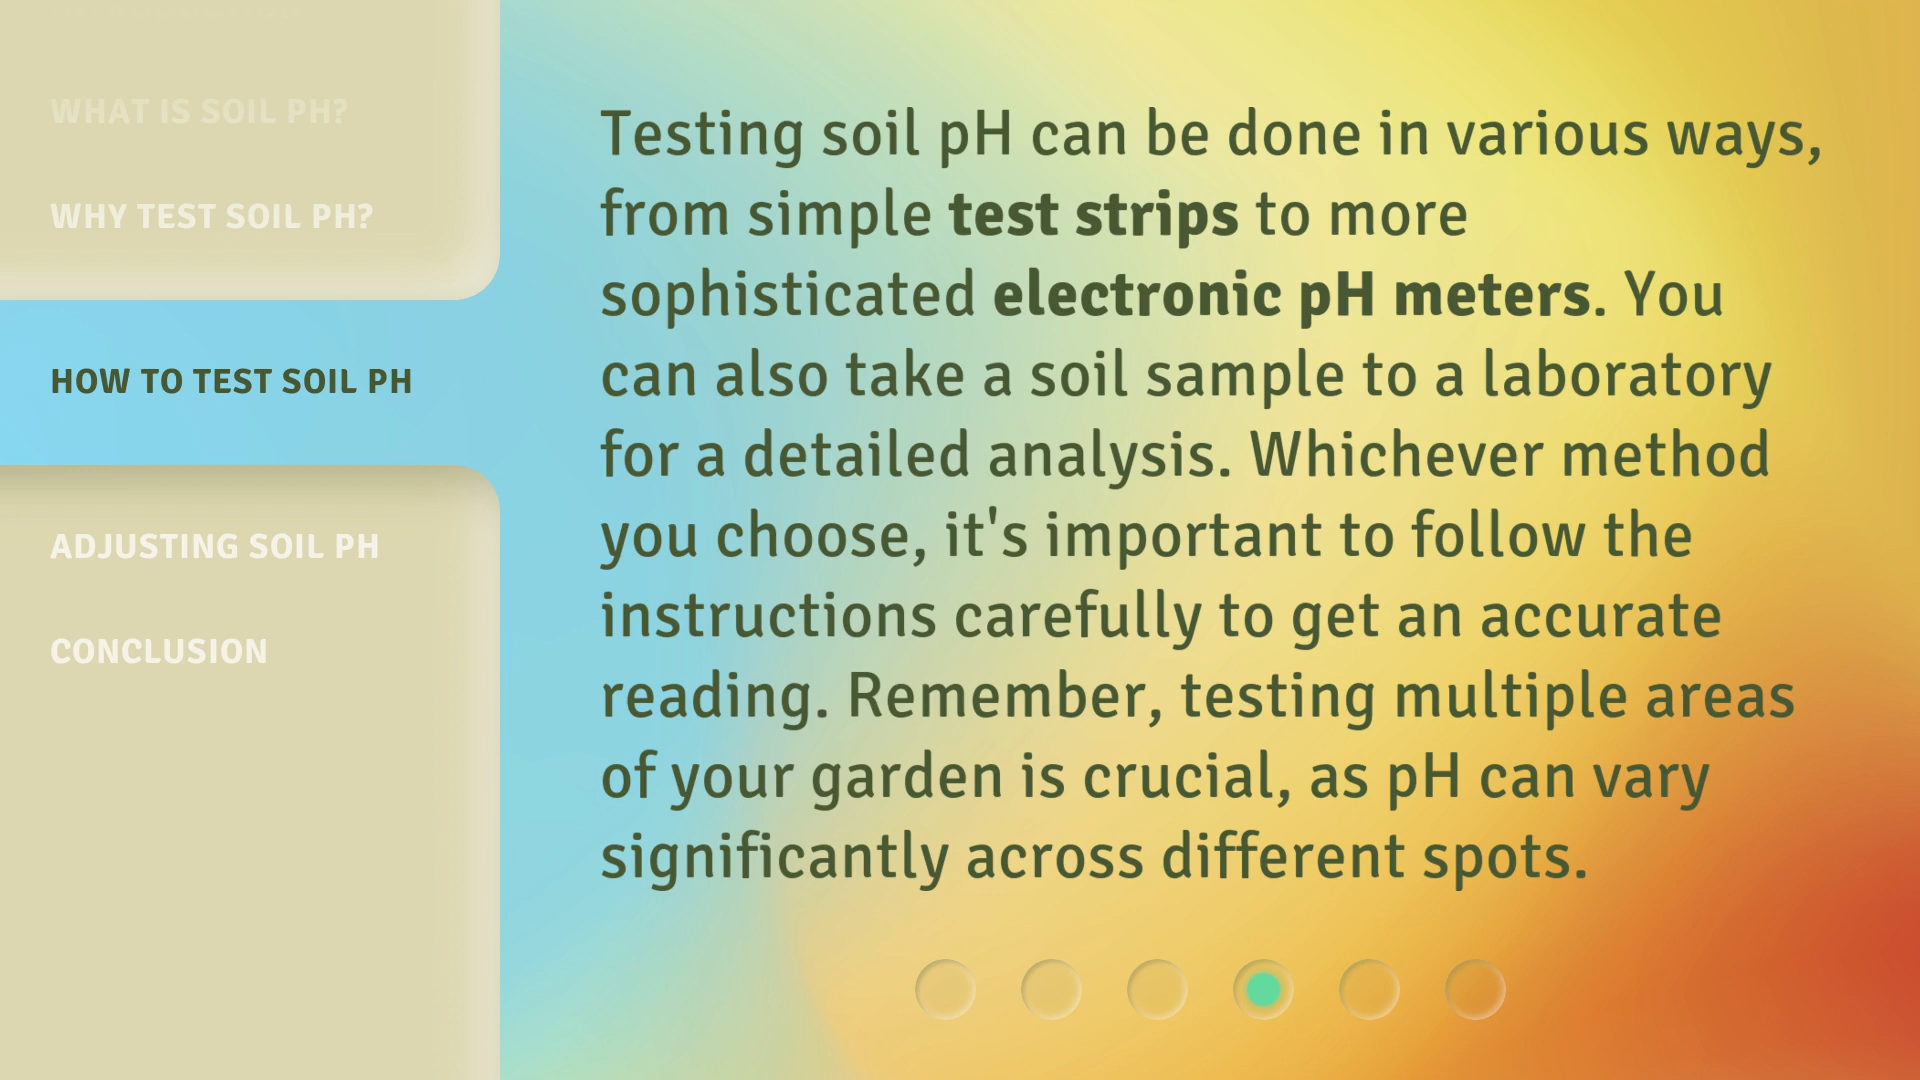 WHAT IS SOIL PH?
WHY TEST SOIL PH?
HOW TO TEST SOIL PH
ADJUSTING SOIL PH
CONCLUSION
Testing soil pH can be done in various ways,
from simple test strips to more
sophisticated electronic pH meters. You
can also take a soil sample to a laboratory
for a detailed analysis. Whichever method
you choose, it's important to follow the
instructions carefully to get an accurate
reading. Remember, testing multiple areas
of your garden is crucial, as pH can vary
significantly across different spots.